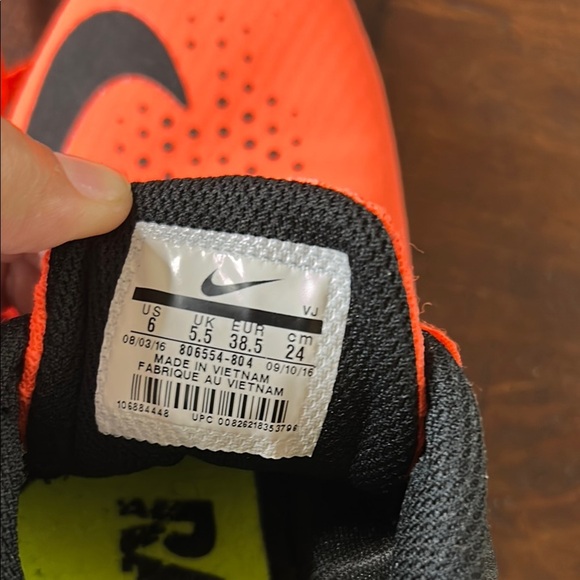 VJ
US UK EUR cm
6 5.5 38.5 24
08/03/16 806554-804 09/10/16
MADE IN VIETNAM
FABRIQUE AU VIETNAM
106884448 UPC 00826218353796
RA